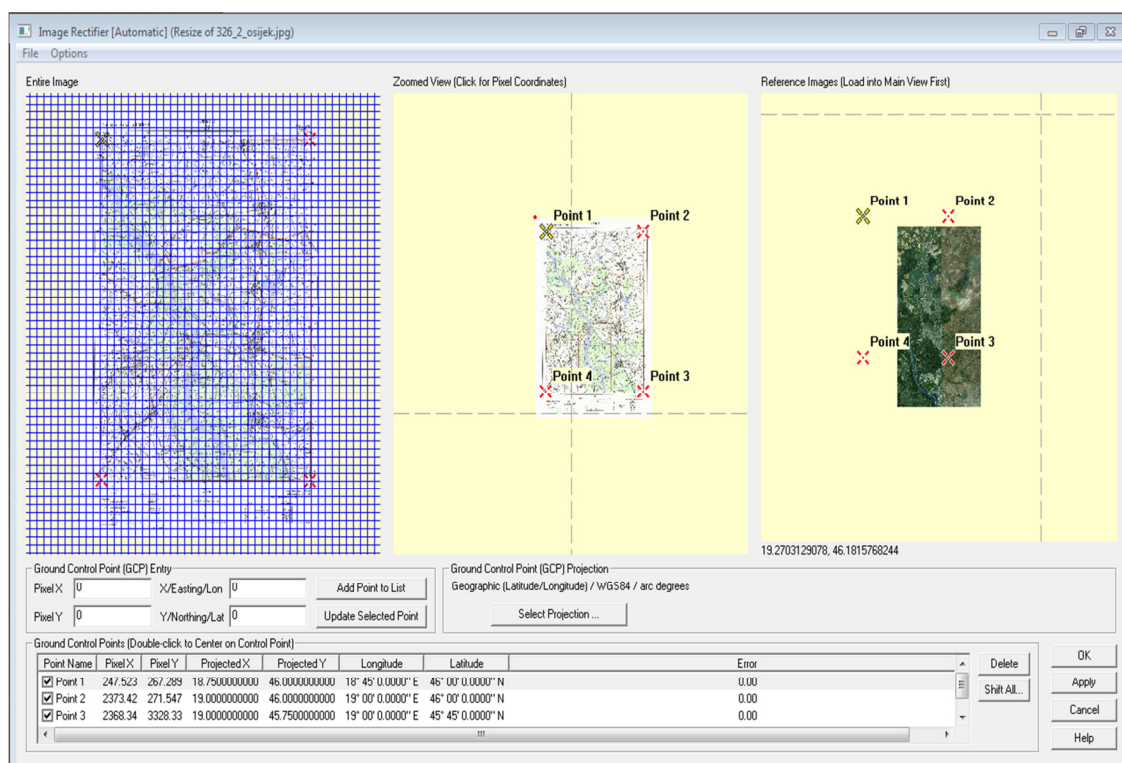 Image Rectifier [Automatic] (Resize of 326_2_osijek.jpg)
File Options
Entire Image
Zoomed View (Click for Pixel Coordinates)
Reference Images (Load into Main View First)
Point 1 Point 2
Point 4 Point 3
Point 1 Point 2
Point 4 Point 3
19.2703129078, 46.1815768244
Ground Control Point (GCP) Entry
Pixel X 0 X/Easting/Lon 0 Add Point to List
Pixel Y 0 Y/Northing/Lat 0 Update Selected Point
Ground Control Point (GCP) Projection
Geographic (Latitude/Longitude) / WGS84 / arc degrees
Select Projection ...
Ground Control Points (Double-click to Center on Control Point)
Point Name Pixel X Pixel Y Projected X Projected Y Longitude Latitude Error
Point 1 247.523 267.289 18.7500000000 46.0000000000 18° 45' 0.0000" E 46° 00' 0.0000" N 0.00
Point 2 2373.42 271.547 19.0000000000 46.0000000000 19° 00' 0.0000" E 46° 00' 0.0000" N 0.00
Point 3 2368.34 3328.33 19.0000000000 45.7500000000 19° 00' 0.0000" E 45° 45' 0.0000" N 0.00
Delete
Shift All...
OK
Apply
Cancel
Help